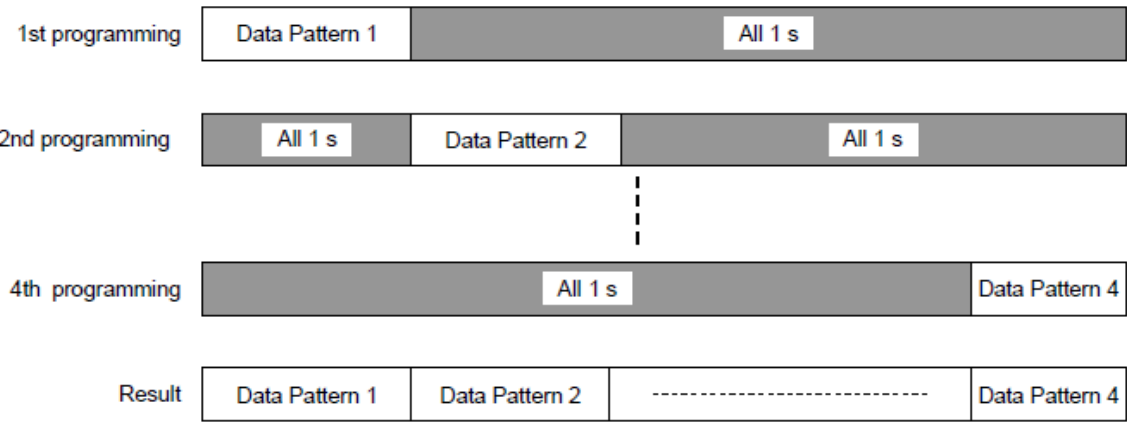 1st programming Data Pattern 1 All 1 s
2nd programming All 1 s Data Pattern 2 All 1 s
4th programming All 1 s Data Pattern 4
Result Data Pattern 1 Data Pattern 2 Data Pattern 4